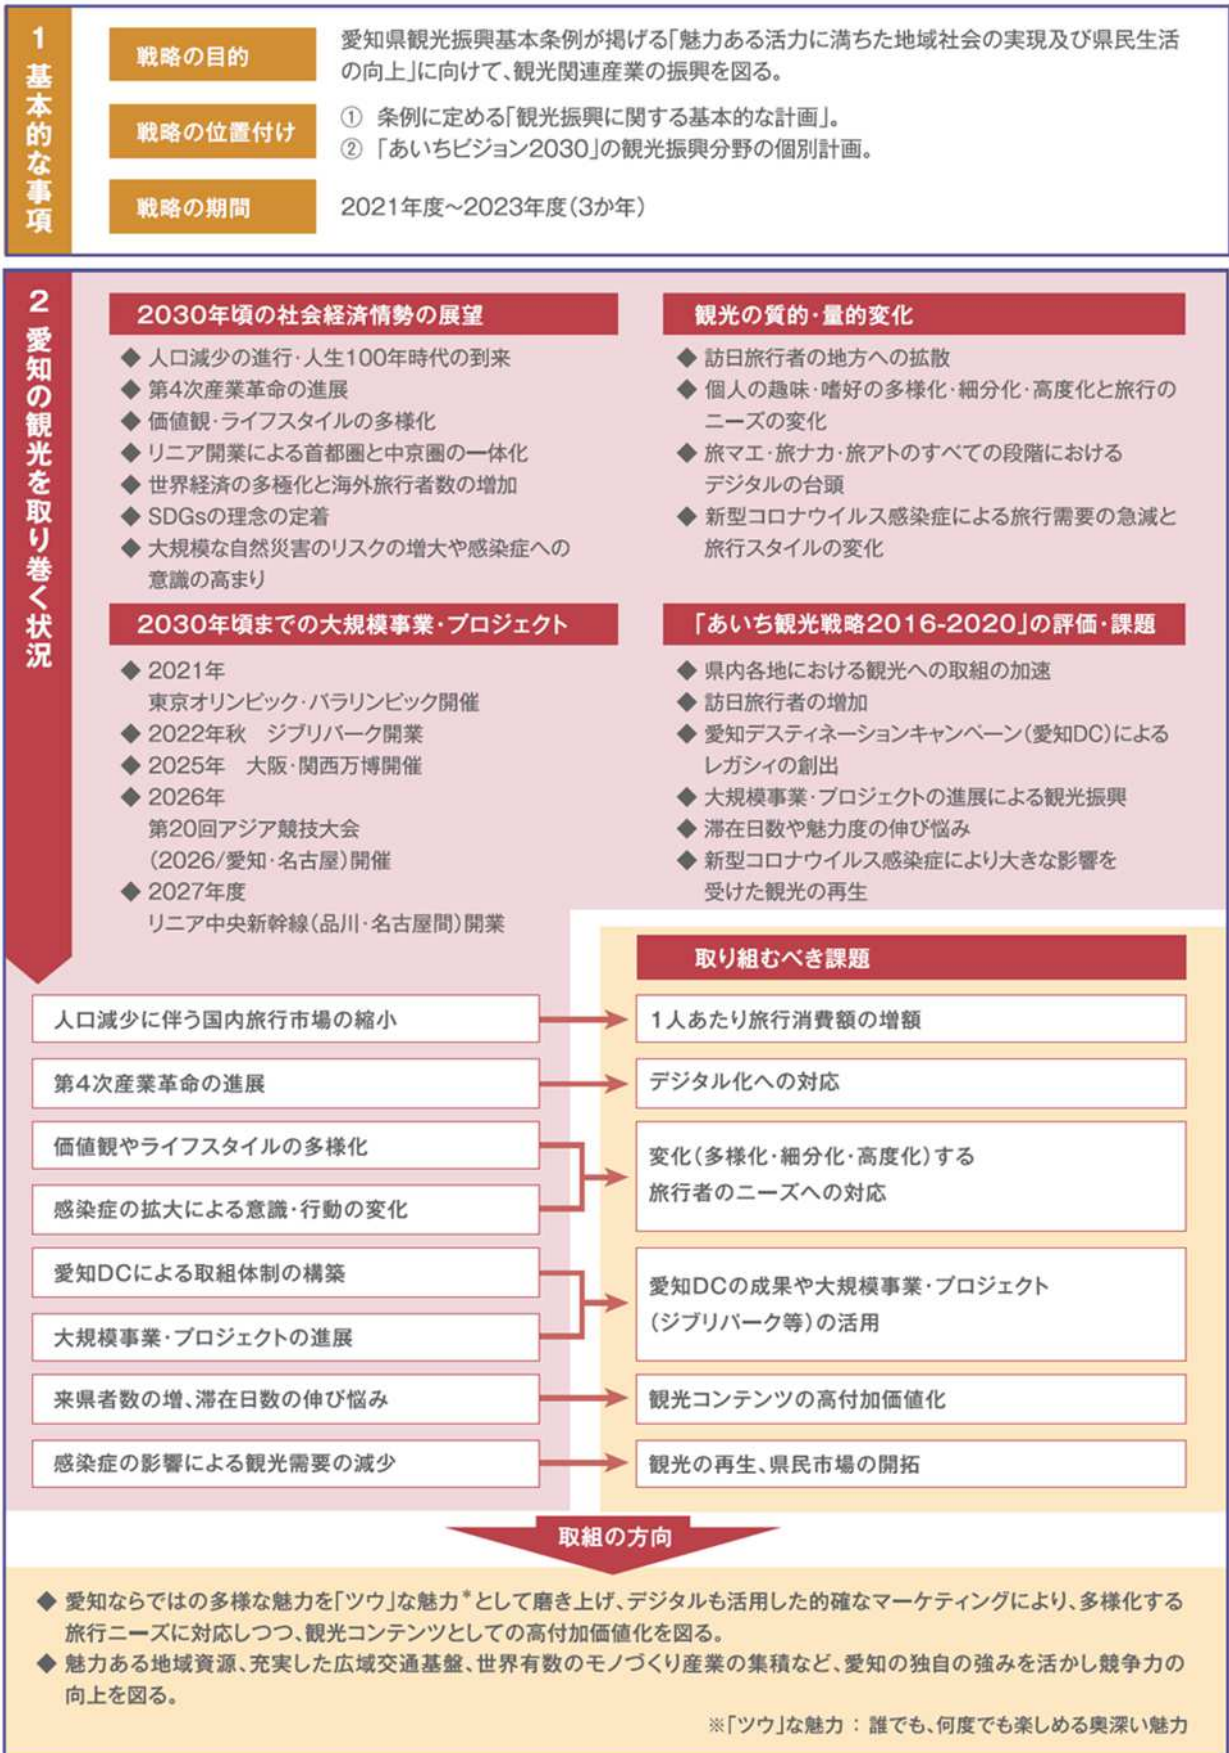 1 基本的な事項
戦略の目的
愛知県観光振興基本条例が掲げる「魅力ある活力に満ちた地域社会の実現及び県民生活
の向上」に向けて、観光関連産業の振興を図る。
戦略の位置付け
① 条例に定める「観光振興に関する基本的な計画」。
② 「あいちビジョン2030」の観光振興分野の個別計画。
戦略の期間
2021年度～2023年度(3か年)
2 愛知の観光を取り巻く状況
2030年頃の社会経済情勢の展望
◆ 人口減少の進行・人生100年時代の到来
◆ 第4次産業革命の進展
◆ 価値観・ライフスタイルの多様化
◆ リニア開業による首都圏と中京圏の一体化
◆ 世界経済の多極化と海外旅行者数の増加
◆ SDGsの理念の定着
◆ 大規模な自然災害のリスクの増大や感染症への
意識の高まり
観光の質的・量的変化
◆ 訪日旅行者の地方への拡散
◆ 個人の趣味・嗜好の多様化・細分化・高度化と旅行の
ニーズの変化
◆ 旅マエ・旅ナカ・旅アトのすべての段階における
デジタルの台頭
◆ 新型コロナウイルス感染症による旅行需要の急減と
旅行スタイルの変化
2030年頃までの大規模事業・プロジェクト
◆ 2021年
東京オリンピック・パラリンピック開催
◆ 2022年秋 ジブリパーク開業
◆ 2025年 大阪・関西万博開催
◆ 2026年
第20回アジア競技大会
(2026/愛知・名古屋)開催
◆ 2027年度
リニア中央新幹線(品川・名古屋間)開業
「あいち観光戦略2016-2020」の評価・課題
◆ 県内各地における観光への取組の加速
◆ 訪日旅行者の増加
◆ 愛知デスティネーションキャンペーン(愛知DC)による
レガシィの創出
◆ 大規模事業・プロジェクトの進展による観光振興
◆ 滞在日数や魅力度の伸び悩み
◆ 新型コロナウイルス感染症により大きな影響を
受けた観光の再生
取り組むべき課題
人口減少に伴う国内旅行市場の縮小
1人あたり旅行消費額の増額
第4次産業革命の進展
デジタル化への対応
価値観やライフスタイルの多様化
感染症の拡大による意識・行動の変化
変化(多様化・細分化・高度化)する
旅行者のニーズへの対応
愛知DCによる取組体制の構築
大規模事業・プロジェクトの進展
愛知DCの成果や大規模事業・プロジェクト
(ジブリパーク等)の活用
来県者数の増、滞在日数の伸び悩み
観光コンテンツの高付加価値化
感染症の影響による観光需要の減少
観光の再生、県民市場の開拓
取組の方向
◆ 愛知ならではの多様な魅力を「ツウ」な魅力*として磨き上げ、デジタルも活用した的確なマーケティングにより、多様化する
旅行ニーズに対応しつつ、観光コンテンツとしての高付加価値化を図る。
◆ 魅力ある地域資源、充実した広域交通基盤、世界有数のモノづくり産業の集積など、愛知の独自の強みを活かし競争力の
向上を図る。
※「ツウ」な魅力 : 誰でも、何度でも楽しめる奥深い魅力